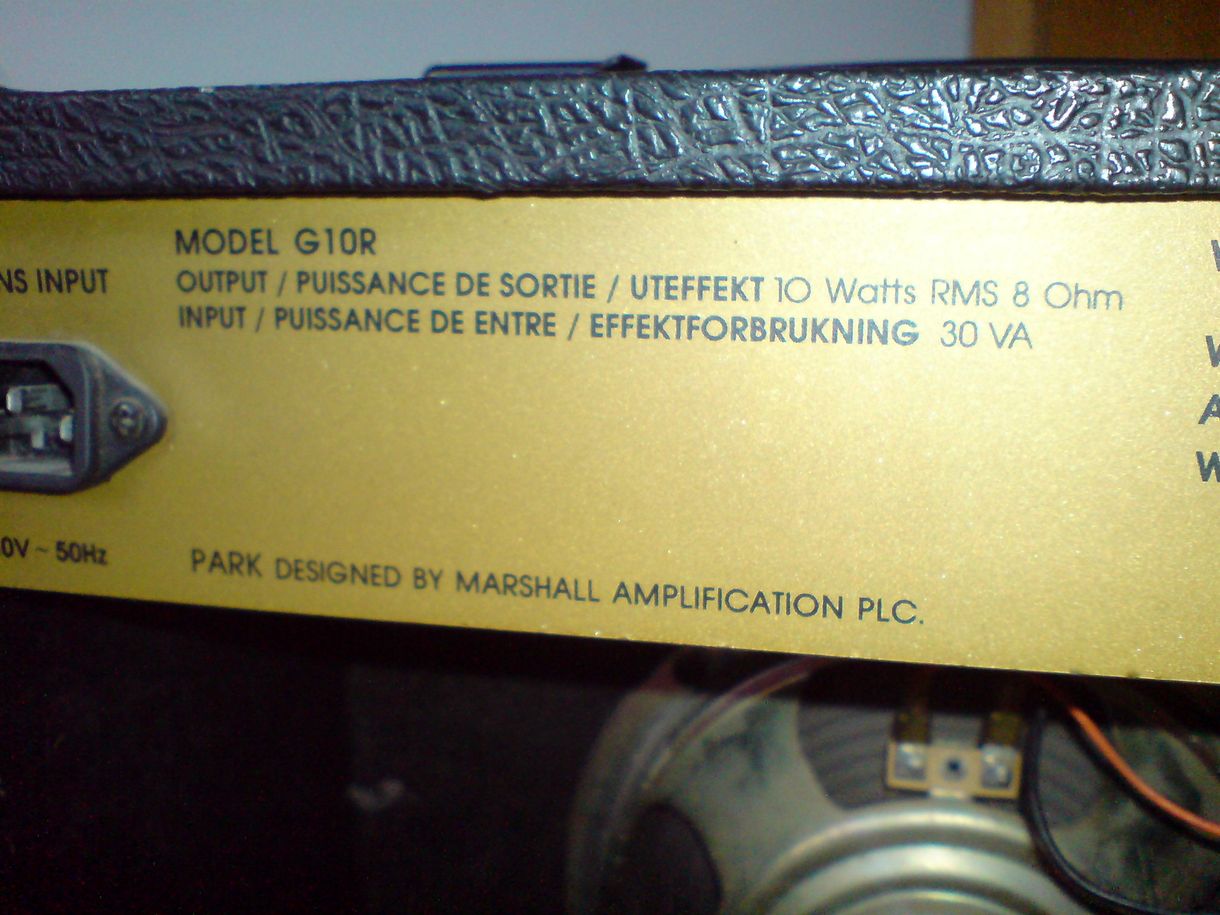 MODEL G10R
NS INPUT
OUTPUT / PUISSANCE DE SORTIE / UTEFFEKT 10 Watts RMS 8 Ohm
INPUT / PUISSANCE DE ENTRE / EFFEKTFORBRUKNING 30 VA
0V ~ 50Hz
PARK DESIGNED BY MARSHALL AMPLIFICATION PLC.